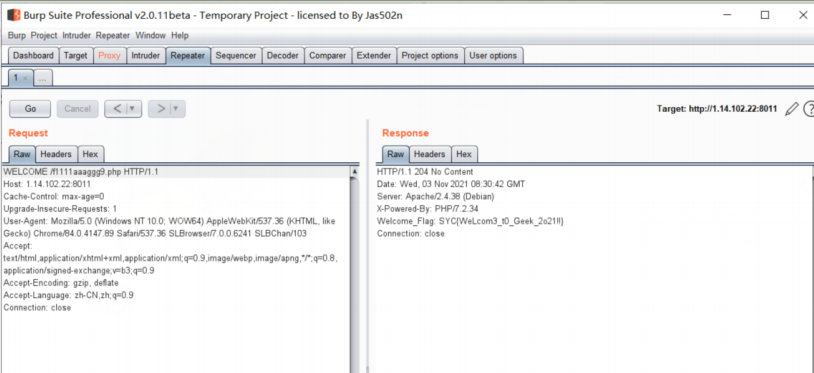 Burp Suite Professional v2.0.11beta - Temporary Project - licensed to By Jas502n
Burp Project Intruder Repeater Window Help
Dashboard Target Proxy Intruder Repeater Sequencer Decoder Comparer Extender Project options User options
1 × ...
Go Cancel < > Target: http://1.14.102.22:8011
Request
Raw Headers Hex
WELCOME /f1111aaaggg9.php HTTP/1.1
Host: 1.14.102.22:8011
Cache-Control: max-age=0
Upgrade-Insecure-Requests: 1
User-Agent: Mozilla/5.0 (Windows NT 10.0; WOW64) AppleWebKit/537.36 (KHTML, like
Gecko) Chrome/84.0.4147.89 Safari/537.36 SLBrowser/7.0.0.6241 SLBChan/103
Accept:
text/html,application/xhtml+xml,application/xml;q=0.9,image/webp,image/apng,*/*;q=0.8,
application/signed-exchange;v=b3;q=0.9
Accept-Encoding: gzip, deflate
Accept-Language: zh-CN,zh;q=0.9
Connection: close
Response
Raw Headers Hex
HTTP/1.1 204 No Content
Date: Wed, 03 Nov 2021 08:30:42 GMT
Server: Apache/2.4.38 (Debian)
X-Powered-By: PHP/7.2.34
Welcome_Flag: SYC{WeLcom3_t0_Geek_2o21!!}
Connection: close